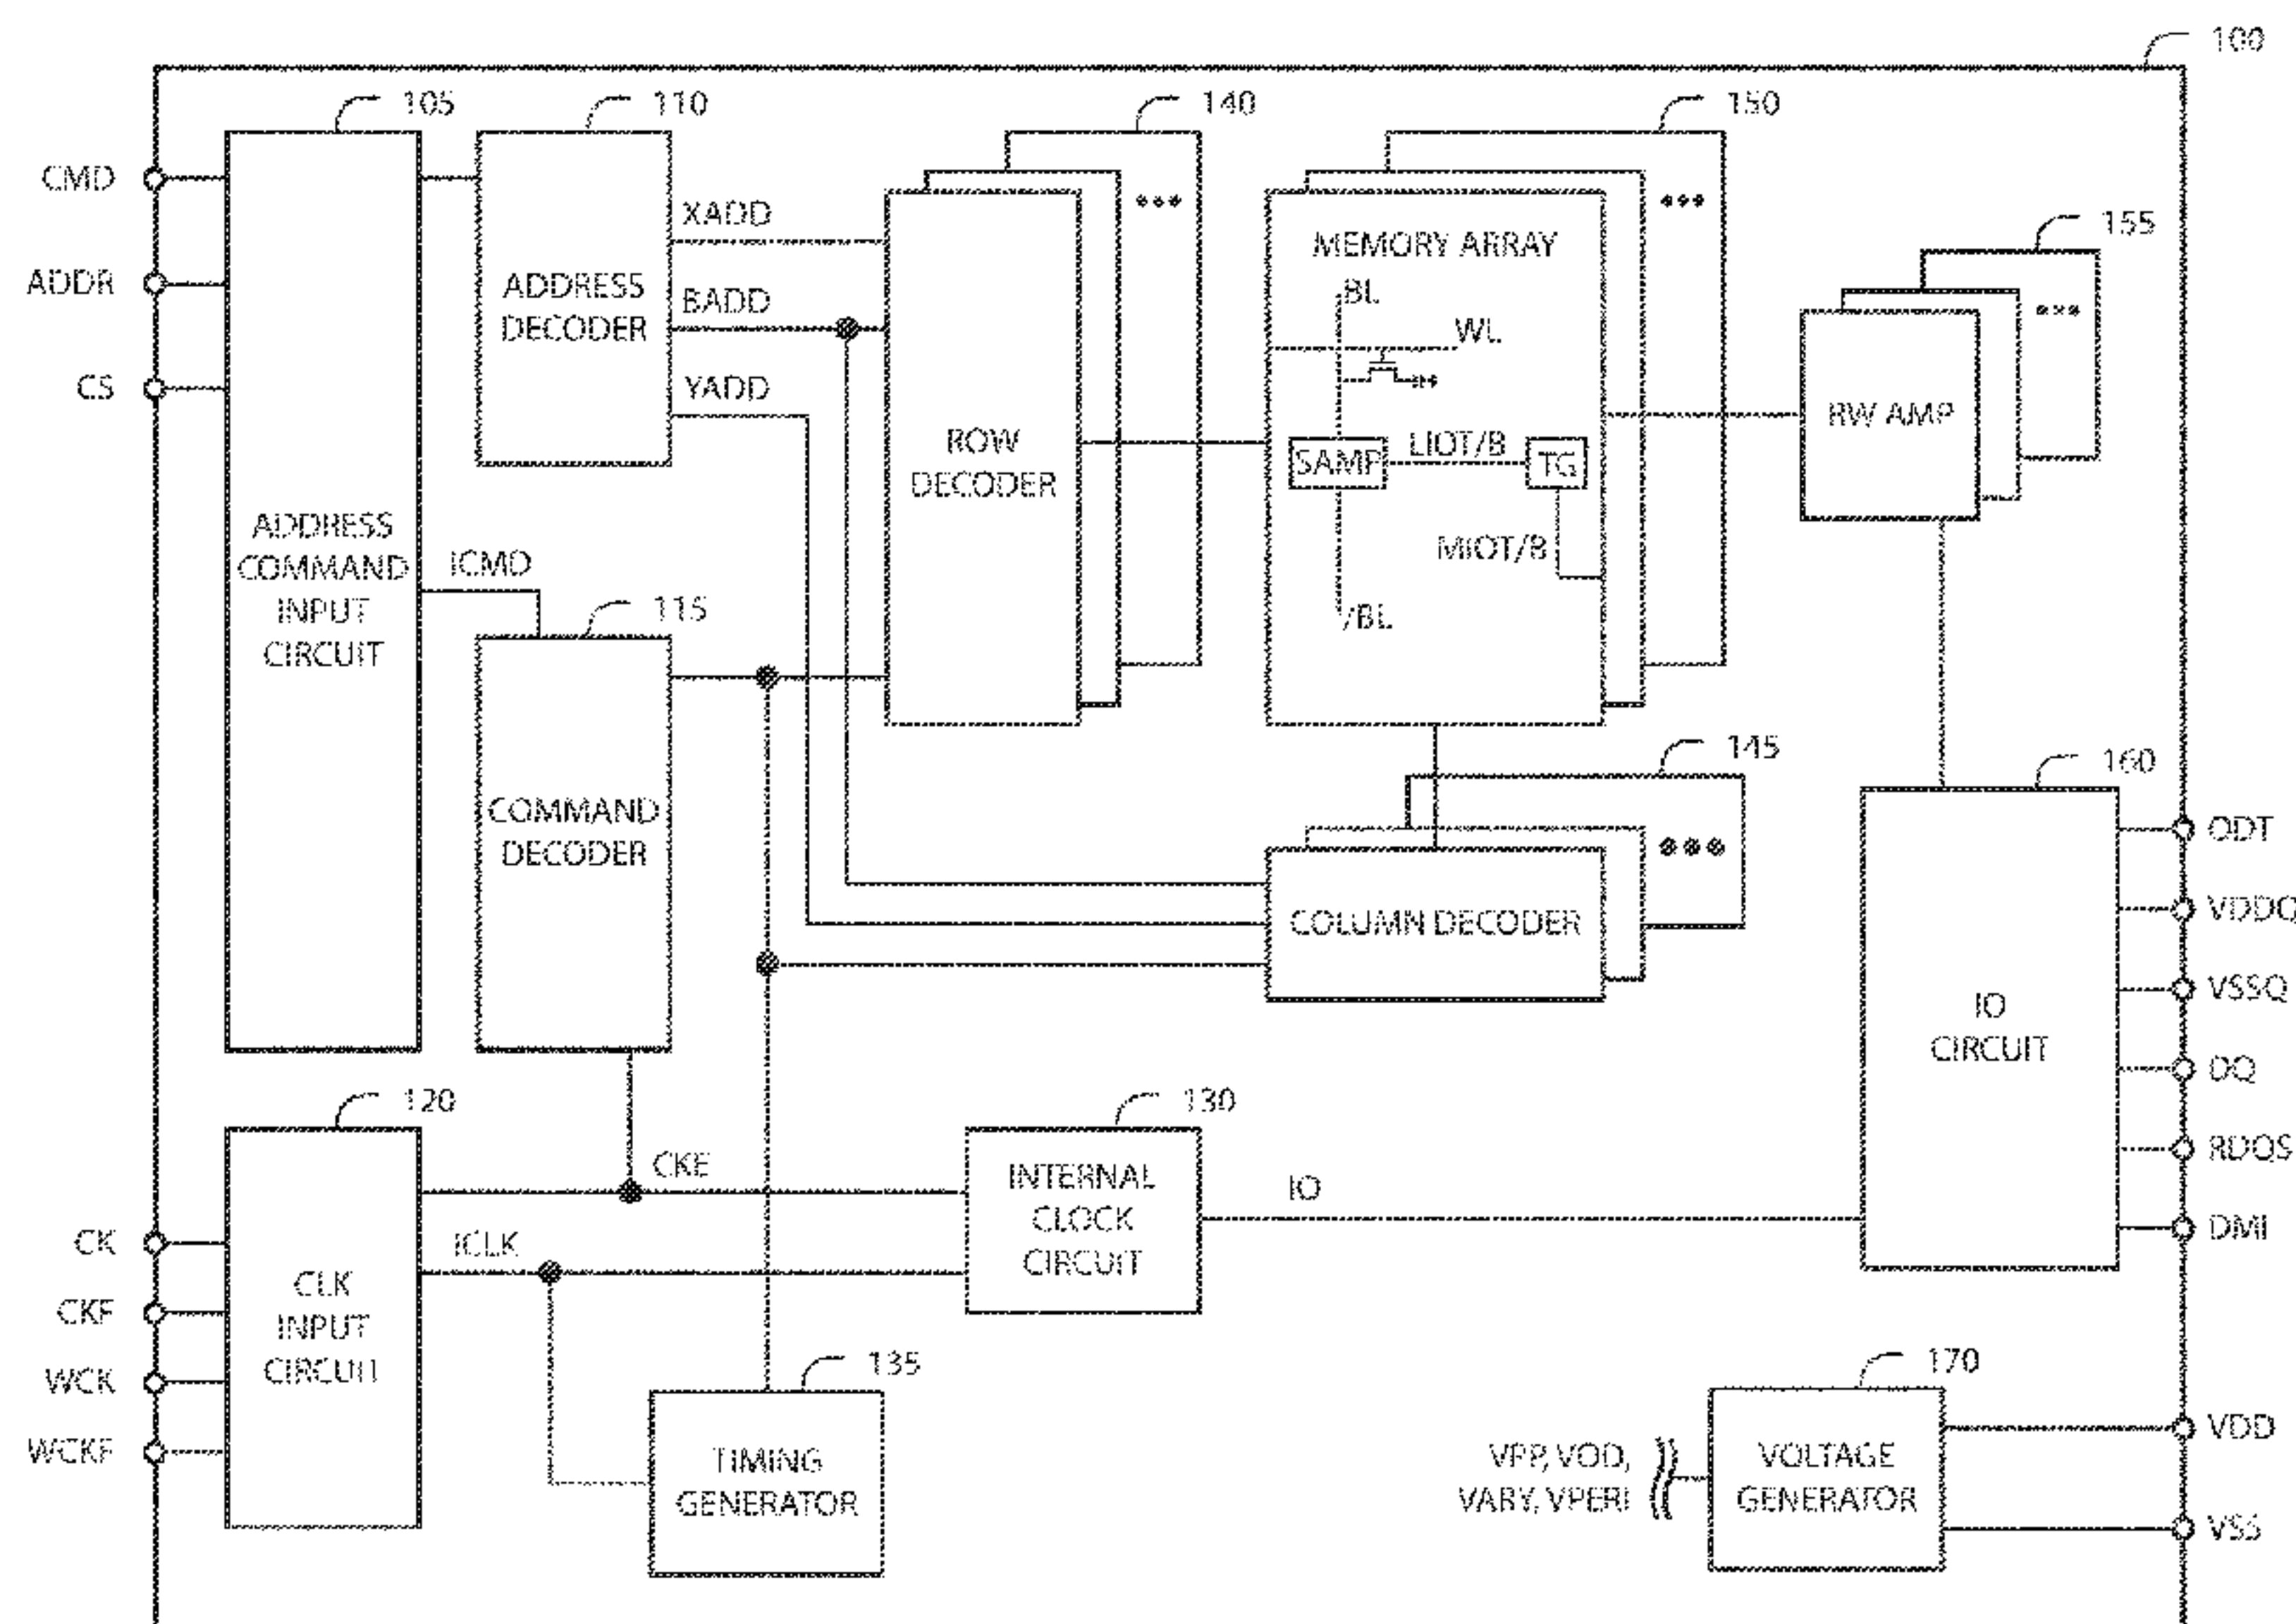 100
105
110
140
150
CMD
XADD
155
ADDR
ADDRESS
DECODER
BADD
MEMORY ARRAY
BL
WL
CS
YADD
ROW
DECODER
SAMP
LIOT/B
TG
RW AMP
MIOT/B
/BL
ADDRESS
COMMAND
INPUT
CIRCUIT
ICMD
115
145
160
COMMAND
DECODER
COLUMN DECODER
ODT
VDDQ
VSSQ
IO
CIRCUIT
DQ
RDQS
DMI
120
130
CKE
INTERNAL
CLOCK
CIRCUIT
IO
CK
ICLK
CKF
CLK
INPUT
CIRCUIT
WCK
WCKF
135
TIMING
GENERATOR
170
VPP, VOD,
VARY, VPERI
VOLTAGE
GENERATOR
VDD
VSS